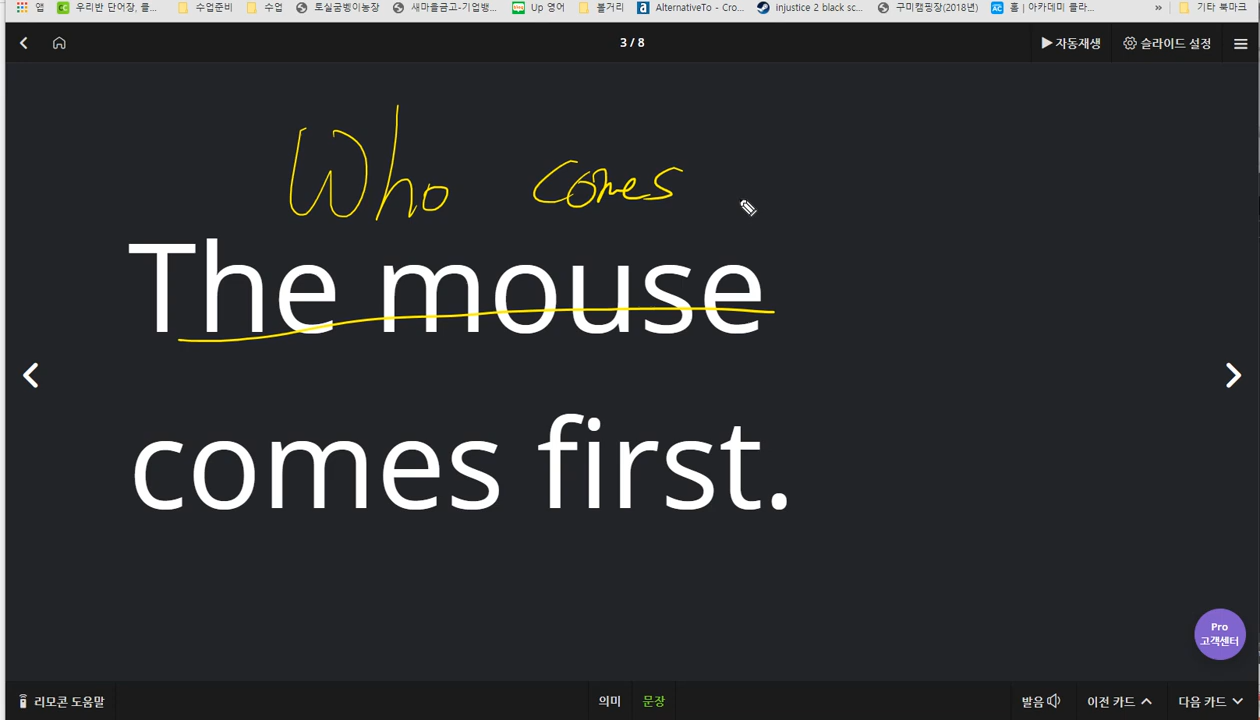 앱 우리반 단어장, 클... 수업준비 수업 토실굼벵이농장 새마을금고-기업뱅... Up 영어 볼거리 AlternativeTo - Cro... injustice 2 black sc... 구미캠핑장(2018년) 홈 | 아카데미 클라... » 기타 북마크
3 / 8 자동재생 슬라이드 설정
Who comes
The mouse
comes first.
Pro
고객센터
리모콘 도움말 의미 문장 발음 이전 카드 다음 카드